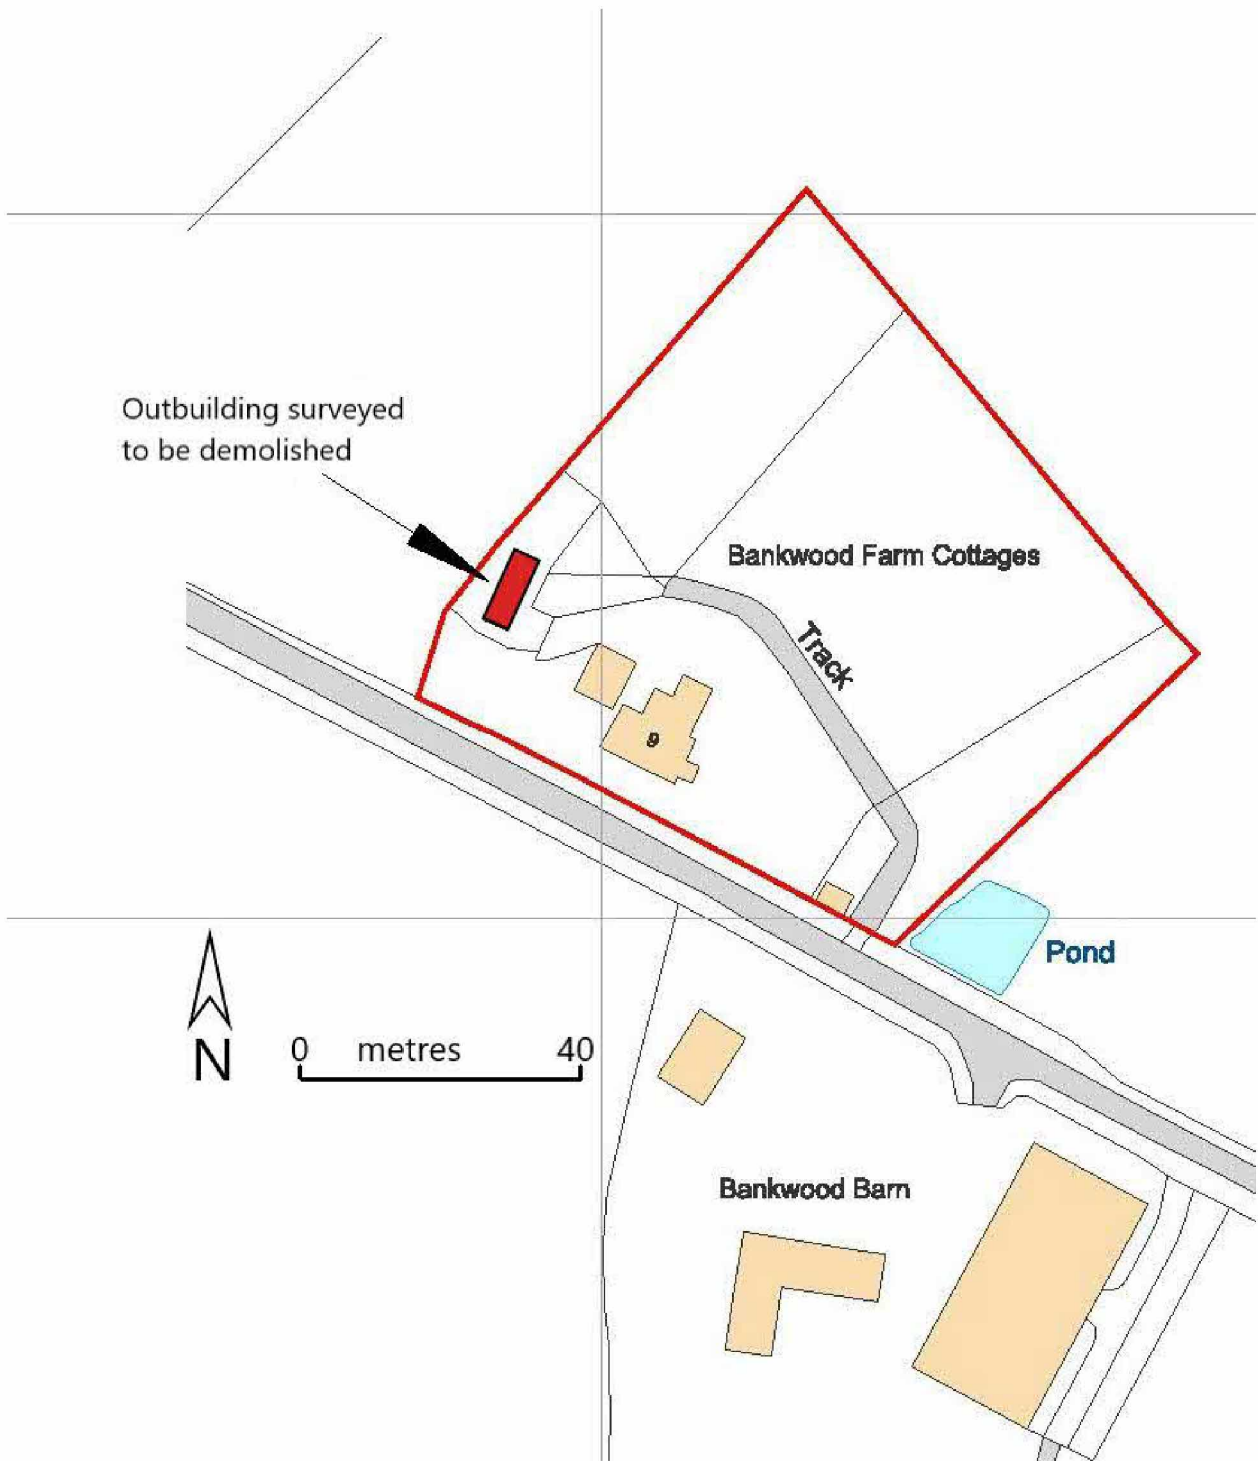 Outbuilding surveyed
to be demolished
Bankwood Farm Cottages
Track
9
Pond
N
0 metres 40
Bankwood Barn